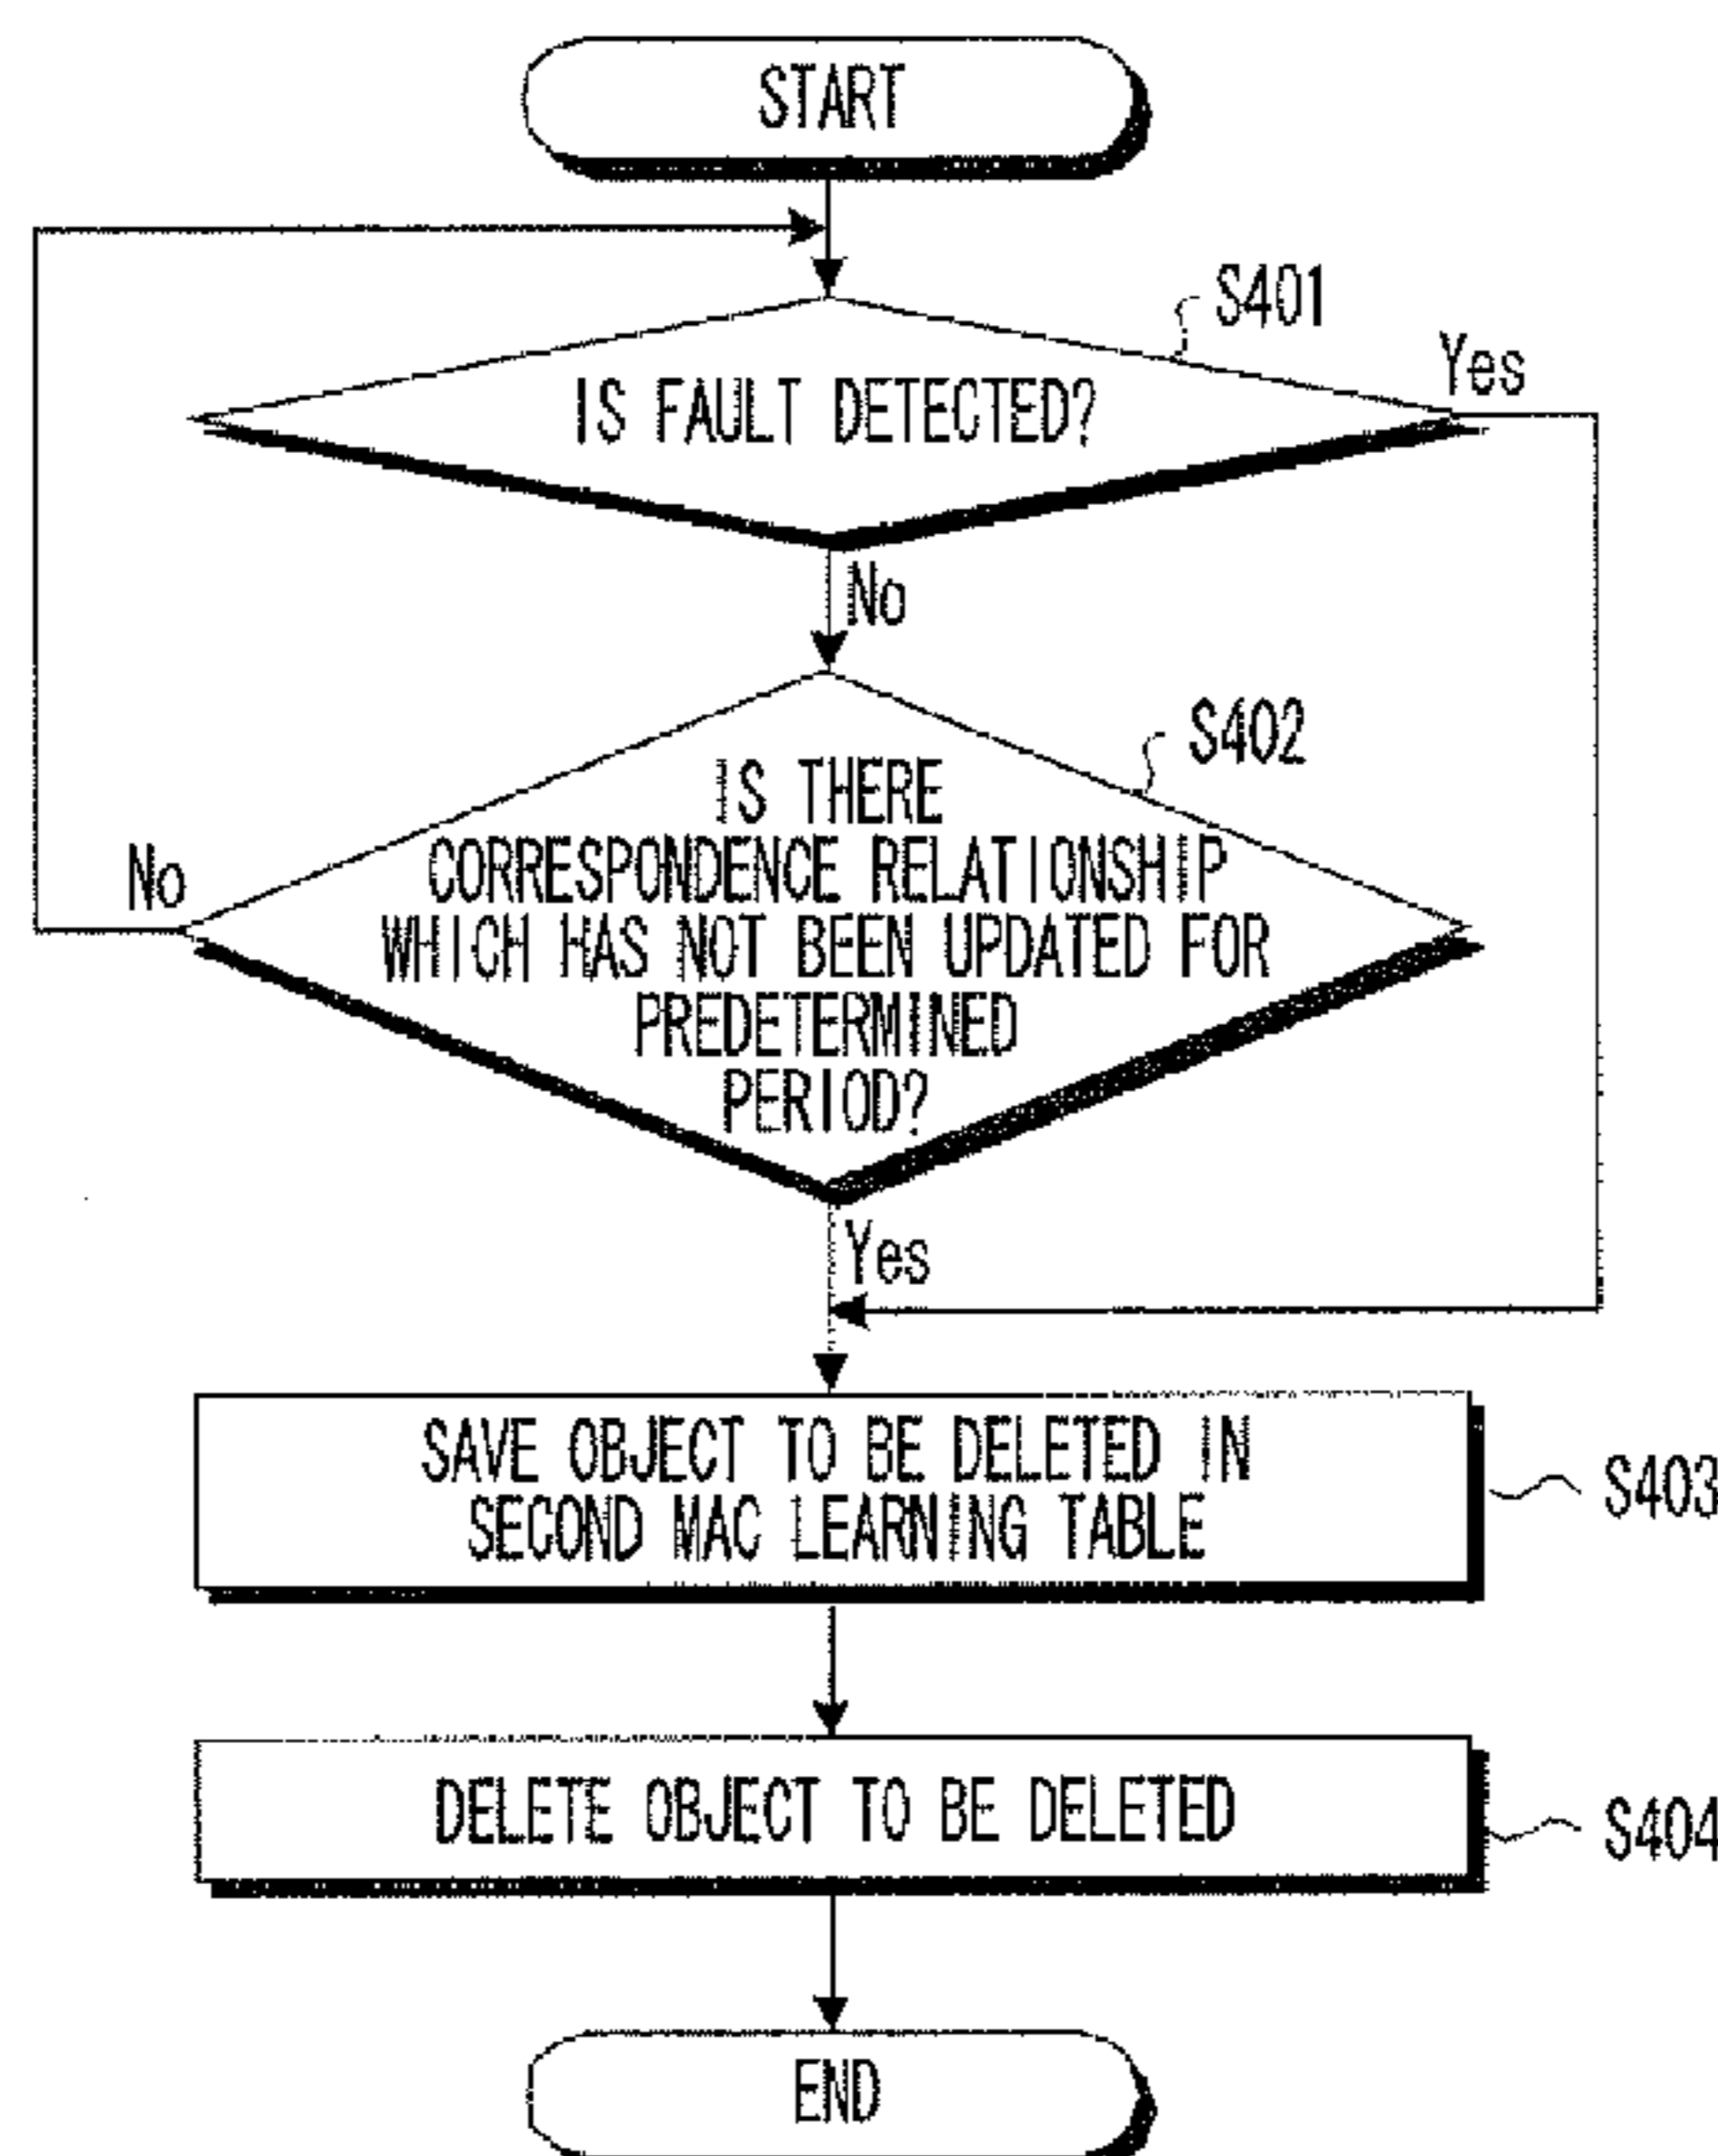 START
S401
Yes
IS FAULT DETECTED?
No
S402
IS THERE
CORRESPONDENCE RELATIONSHIP
WHICH HAS NOT BEEN UPDATED FOR
PREDETERMINED
PERIOD?
No
Yes
SAVE OBJECT TO BE DELETED IN
SECOND MAC LEARNING TABLE
S403
DELETE OBJECT TO BE DELETED
S404
END